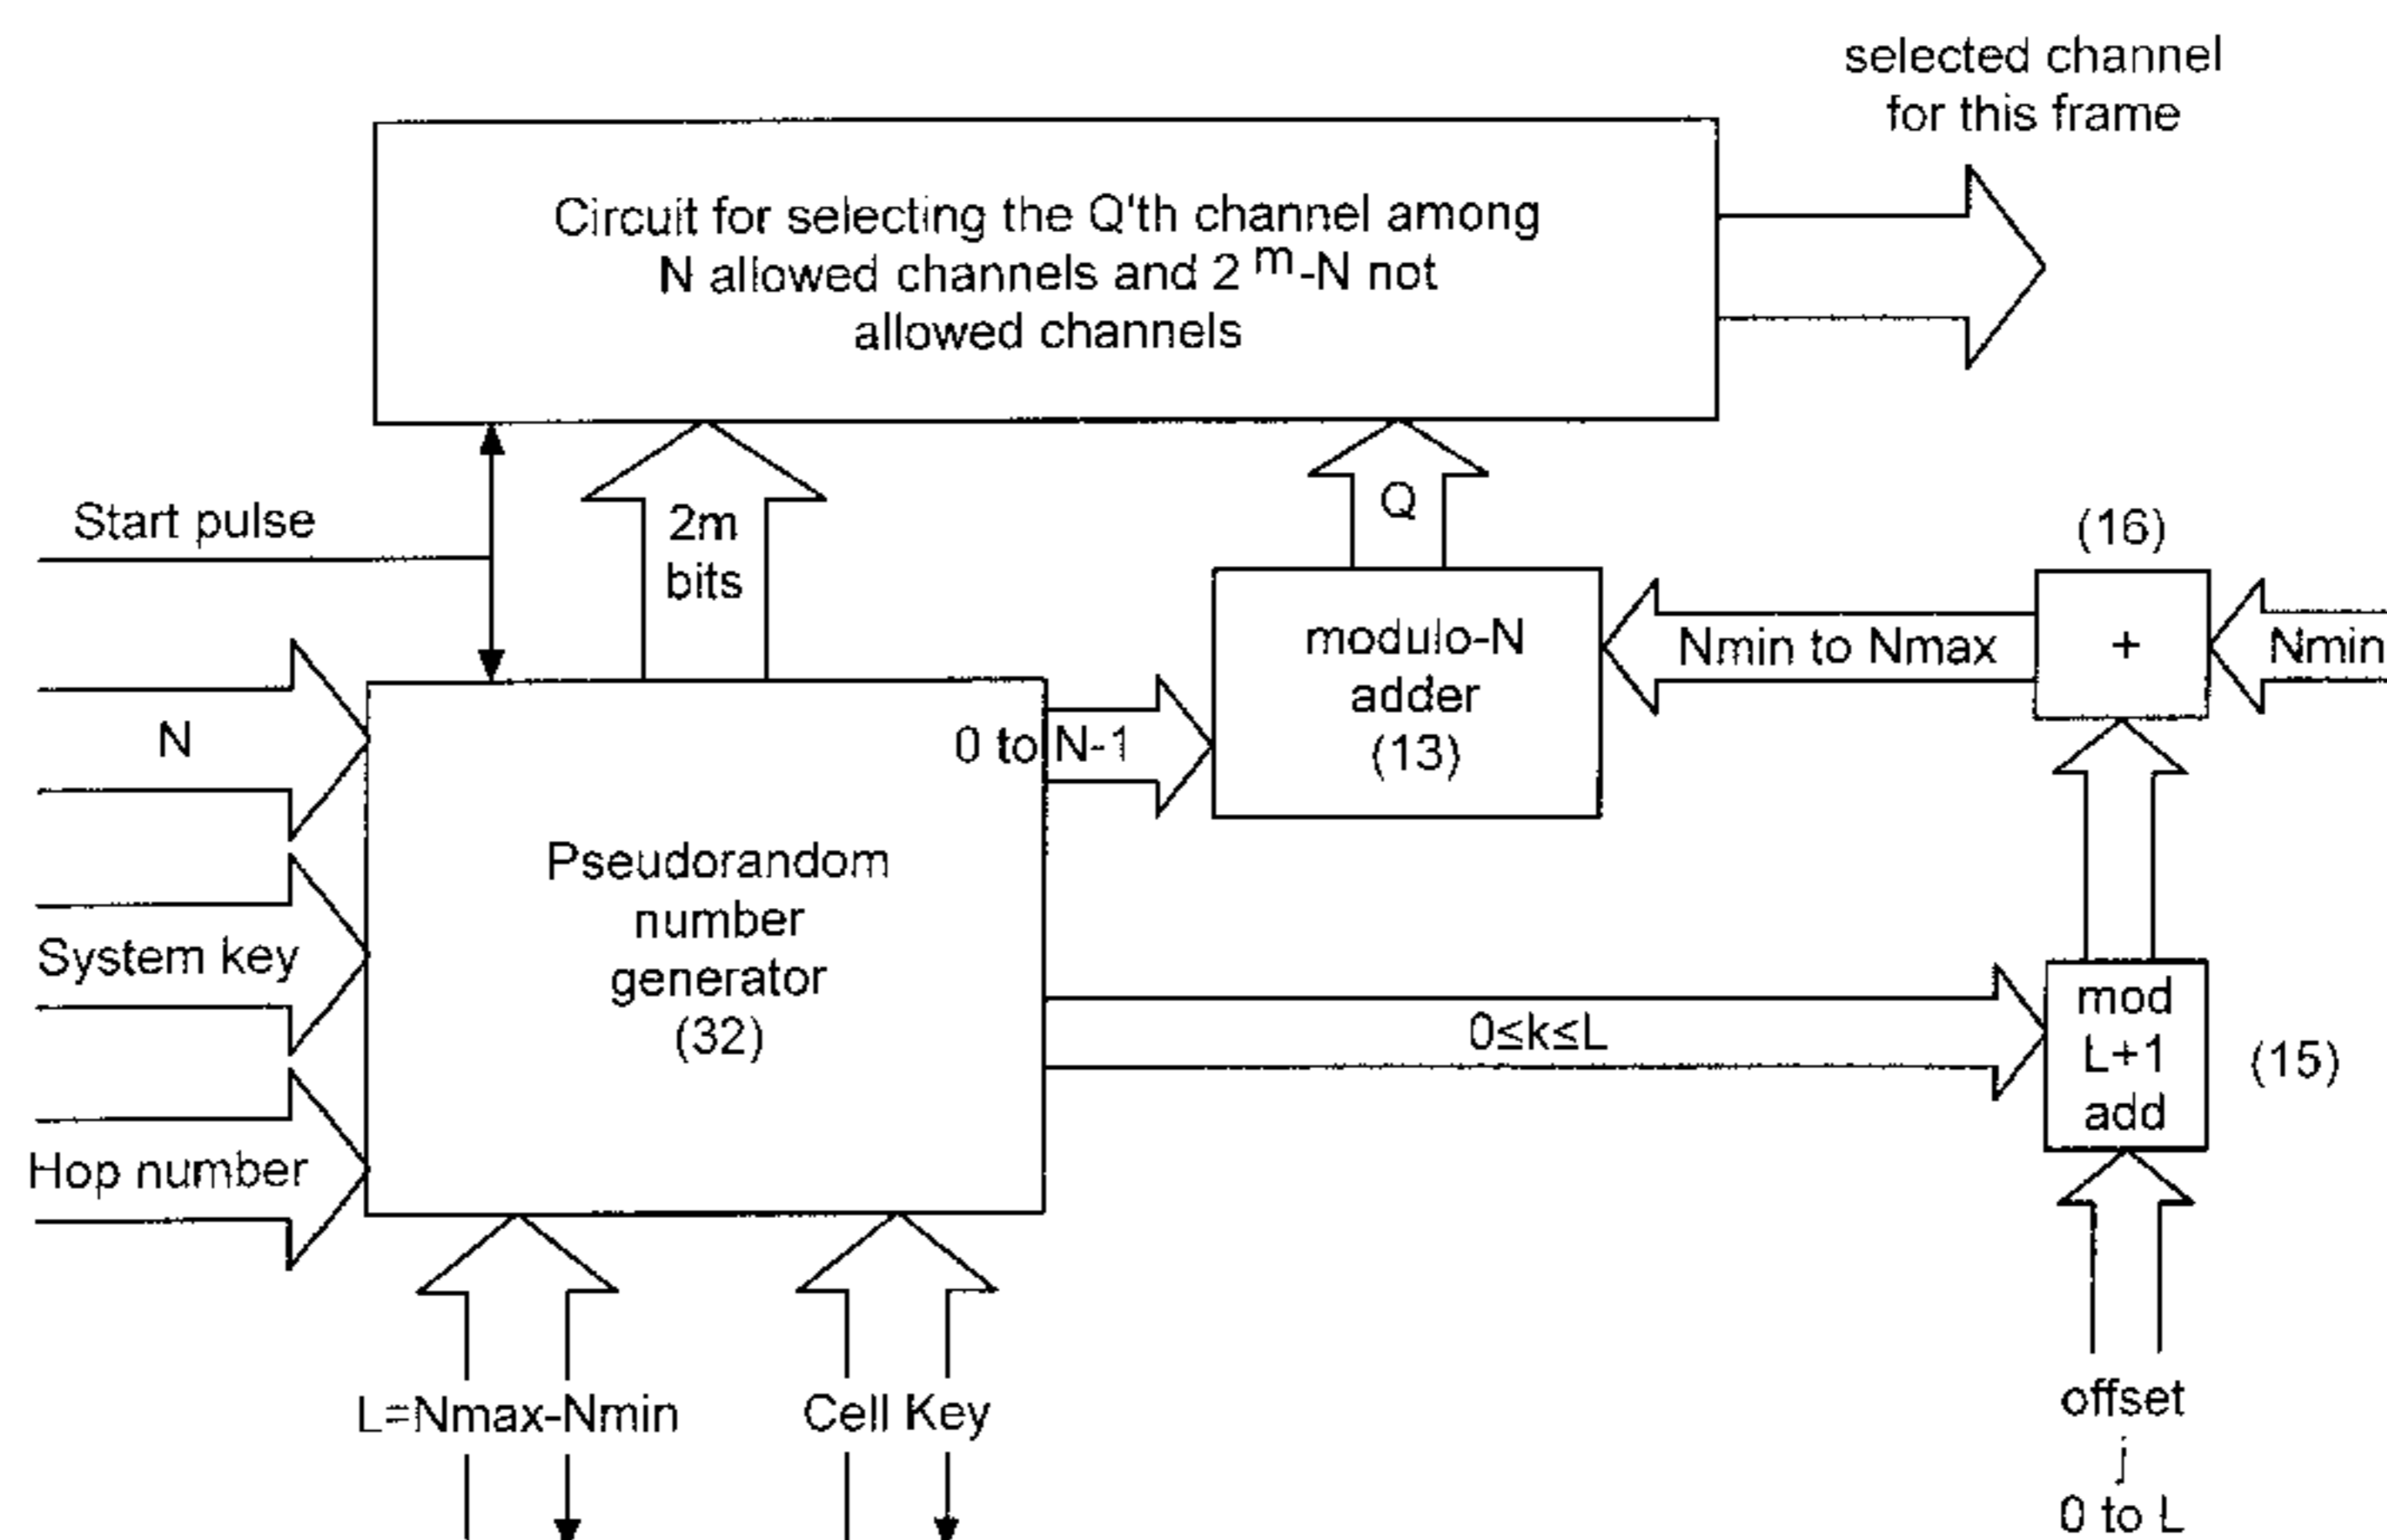 selected channel
for this frame
Circuit for selecting the Q'th channel among
N allowed channels and 2 m-N not
allowed channels
Start pulse
2m
bits
Q
(16)
N
0 to N-1
modulo-N
adder
(13)
Nmin to Nmax
+
Nmin
Pseudorandom
number
generator
(32)
System key
0≤k≤L
mod
L+1
add
(15)
Hop number
L=Nmax-Nmin
Cell Key
offset
j
0 to L